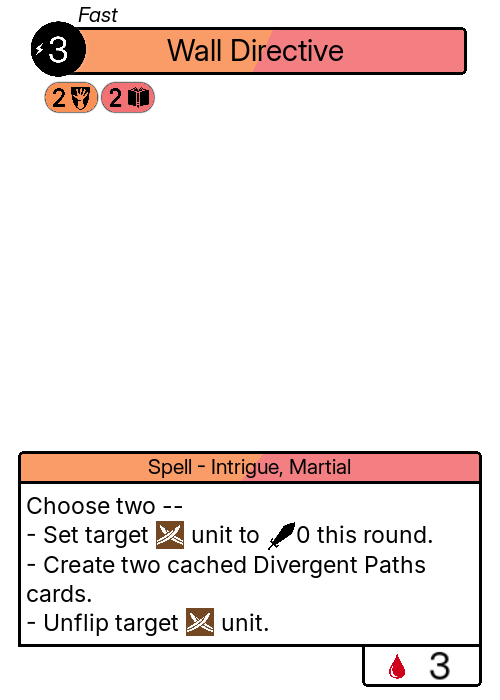 Fast
3 Wall Directive
2 2
Spell - Intrigue, Martial
Choose two --
- Set target unit to 0 this round.
- Create two cached Divergent Paths
cards.
- Unflip target unit.
3